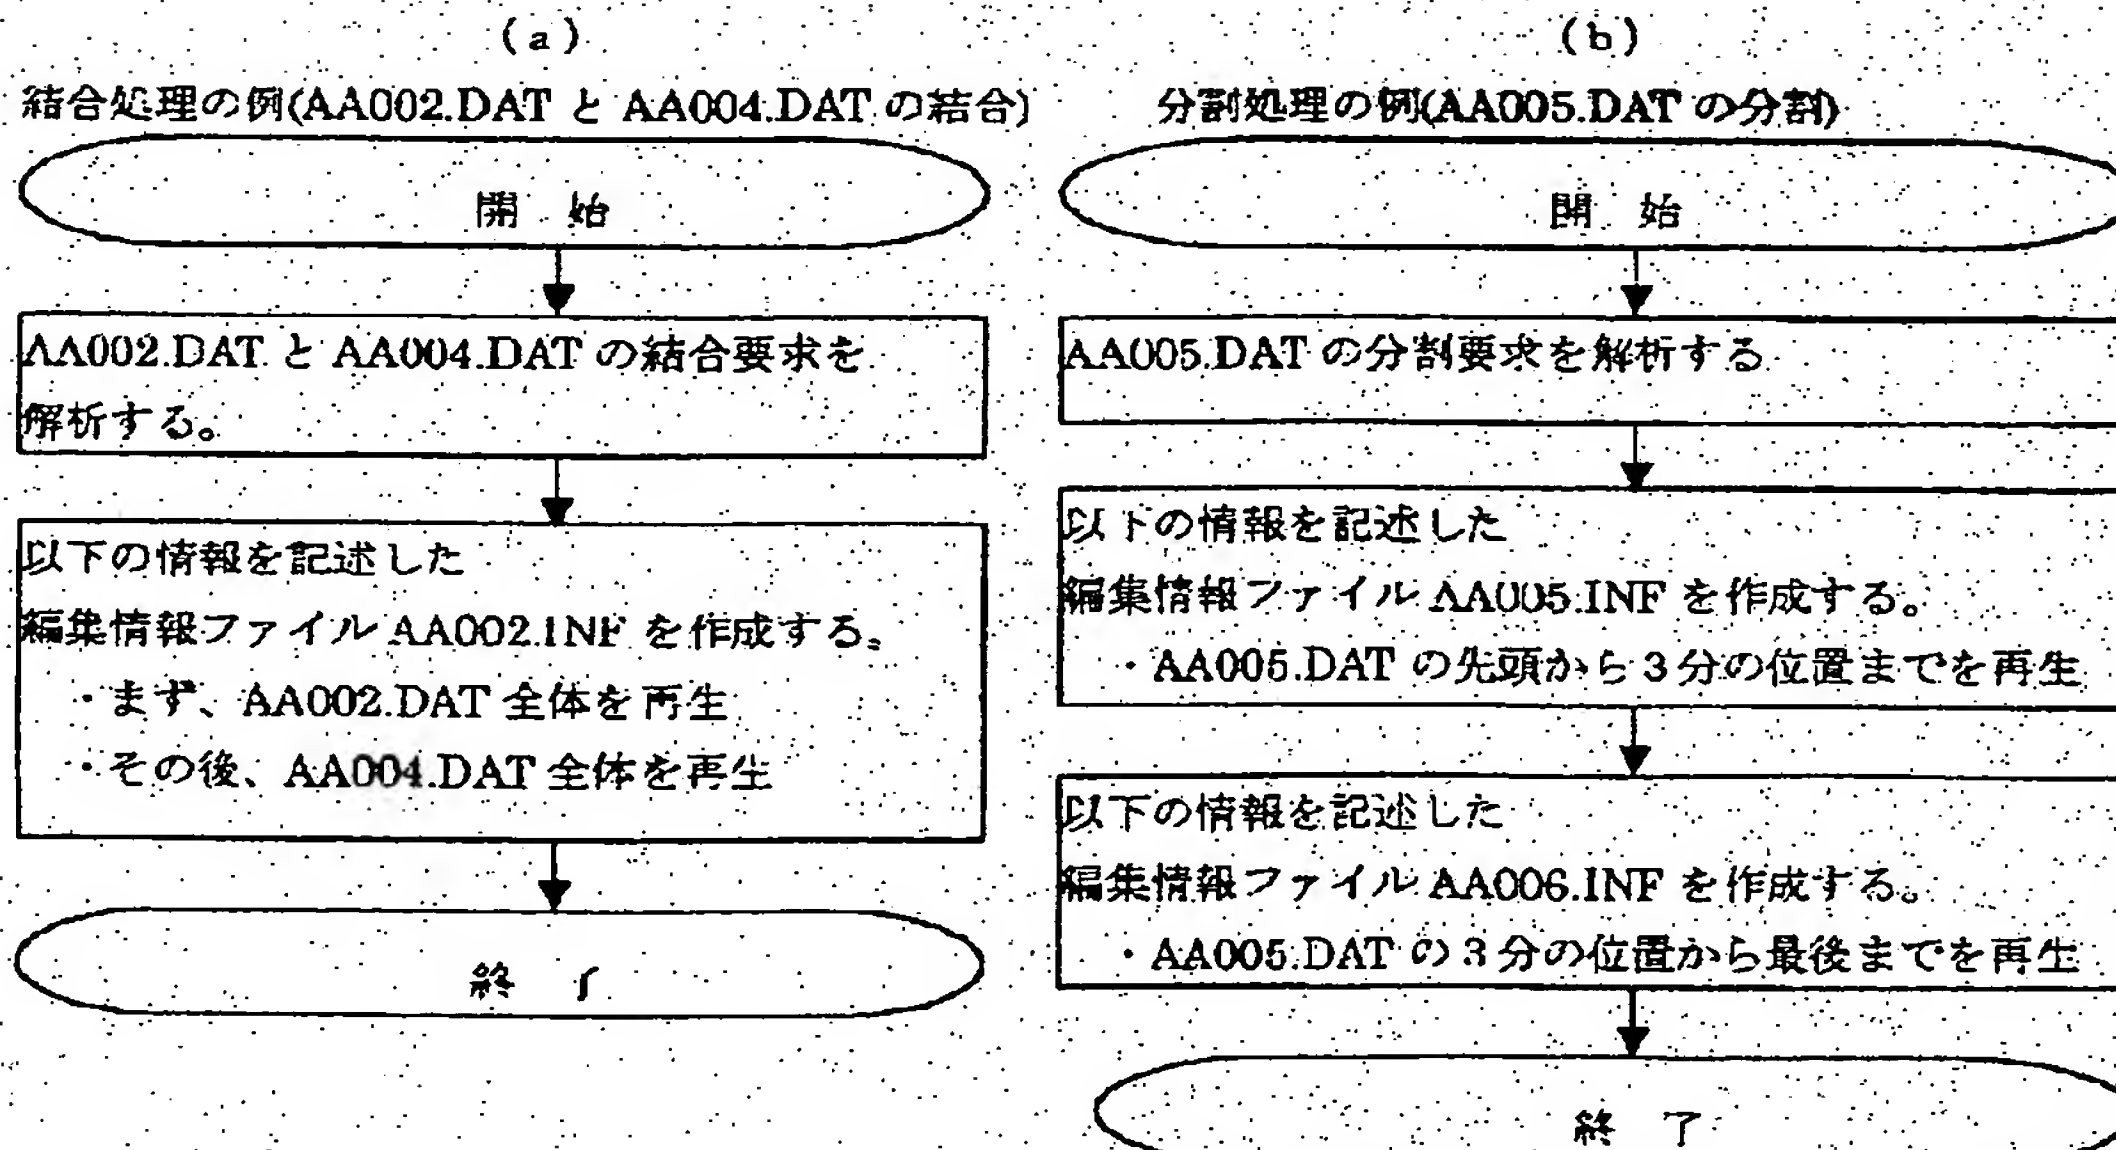 (a)
結合処理の例(AA002.DAT と AA004.DAT の結合)
開 始
AA002.DAT と AA004.DAT の結合要求を
解析する。
以下の情報を記述した
編集情報ファイル AA002.INF を作成する。
・まず、AA002.DAT 全体を再生
・その後、AA004.DAT 全体を再生
終 了
(b)
分割処理の例(AA005.DAT の分割)
開 始
AA005.DAT の分割要求を解析する
以下の情報を記述した
編集情報ファイル AA005.INF を作成する。
・AA005.DAT の先頭から3分の位置までを再生
以下の情報を記述した
編集情報ファイル AA006.INF を作成する。
・AA005.DAT の3分の位置から最後までを再生
終 了